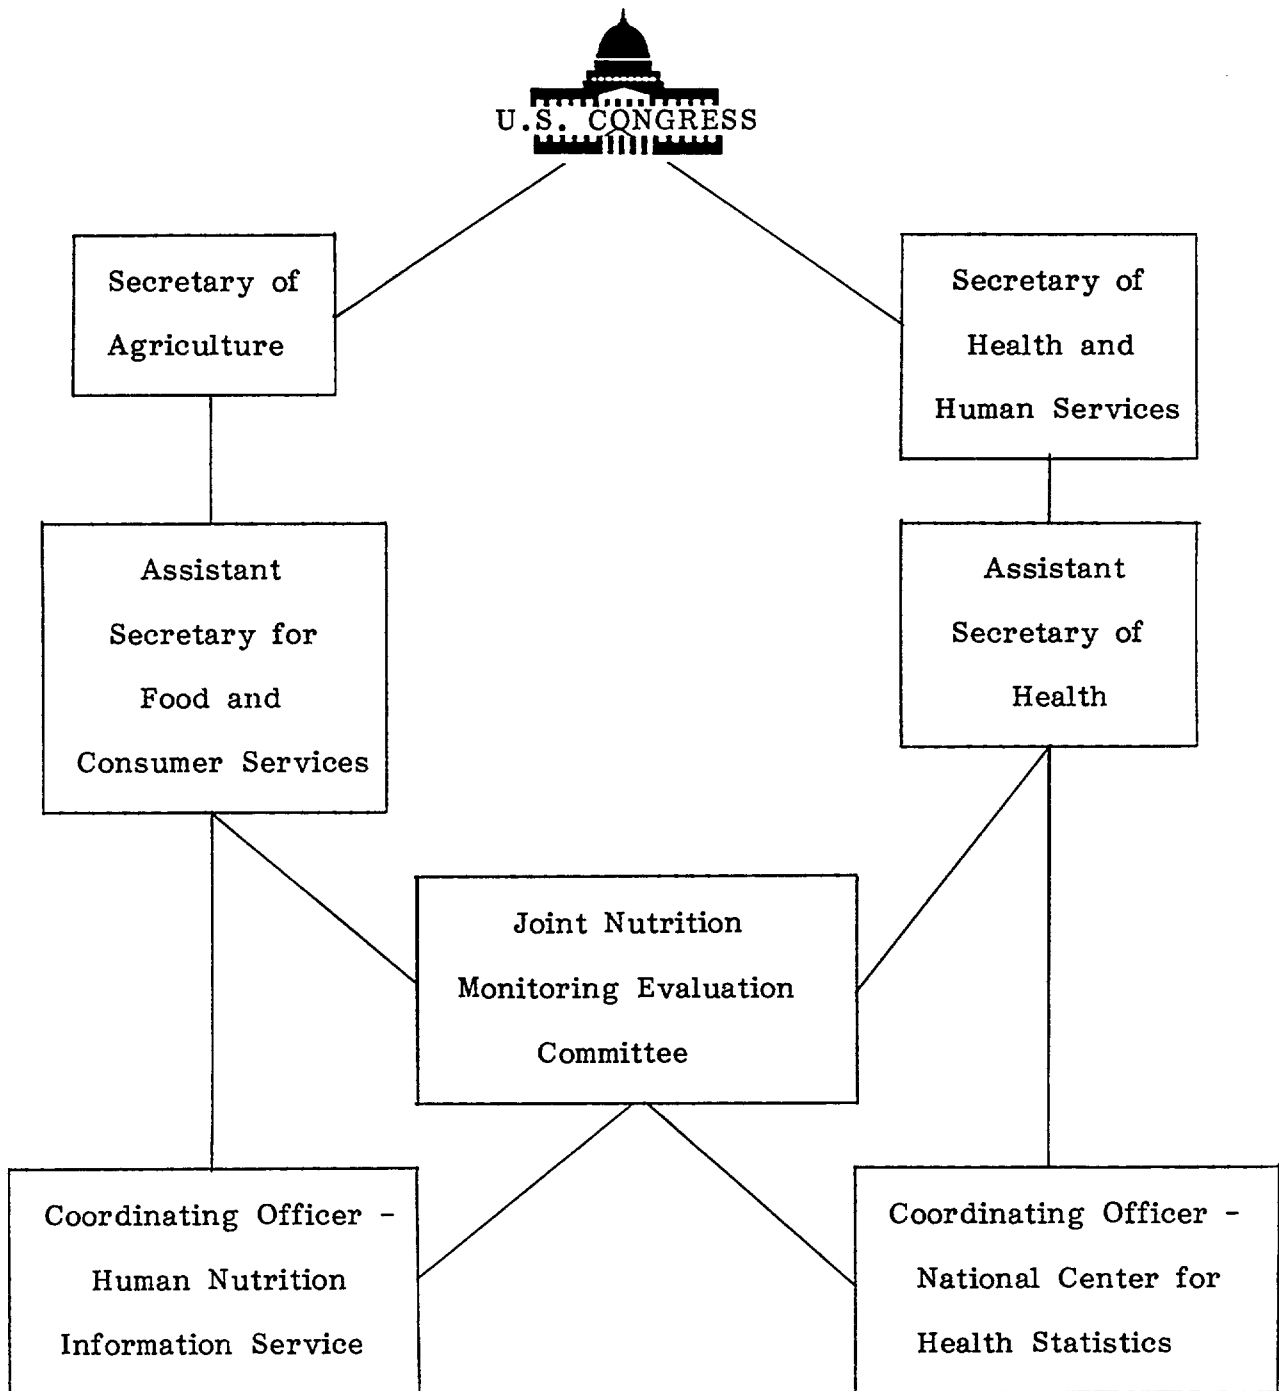 U.S. CONGRESS
Secretary of
Agriculture
Secretary of
Health and
Human Services
Assistant
Secretary for
Food and
Consumer Services
Assistant
Secretary of
Health
Joint Nutrition
Monitoring Evaluation
Committee
Coordinating Officer -
Human Nutrition
Information Service
Coordinating Officer -
National Center for
Health Statistics